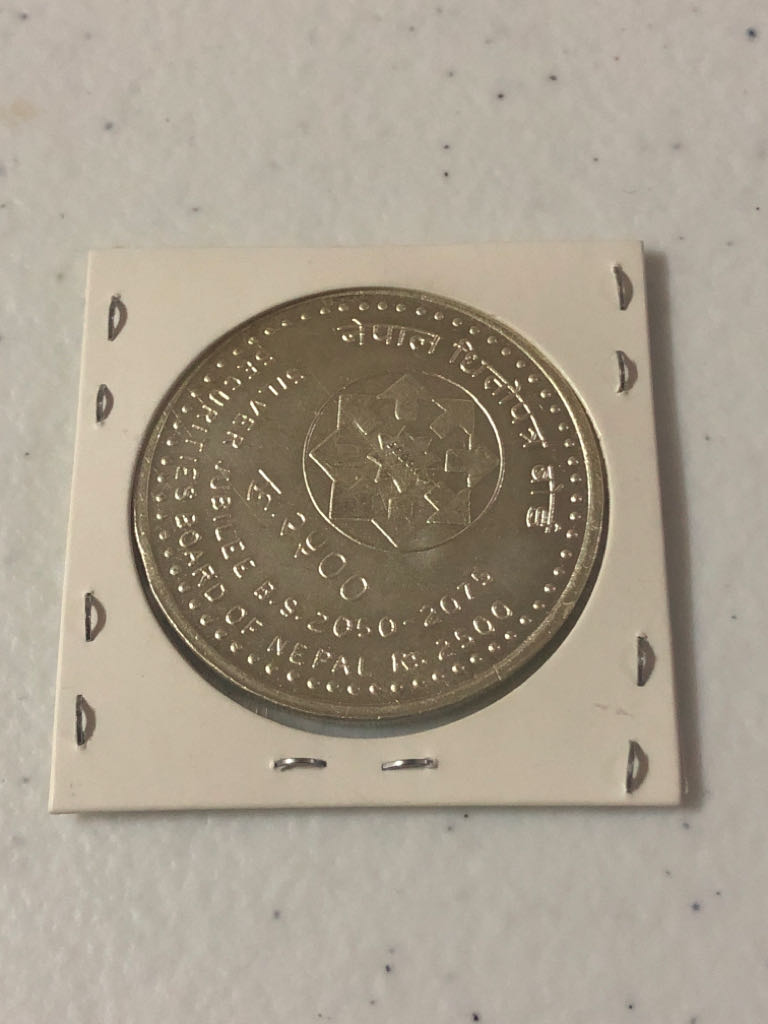 नेपाल धितोपत्र बोर्ड
रु. २५००
SILVER JUBILEE B.S. 2050-2075
SECURITIES BOARD OF NEPAL Rs. 2500